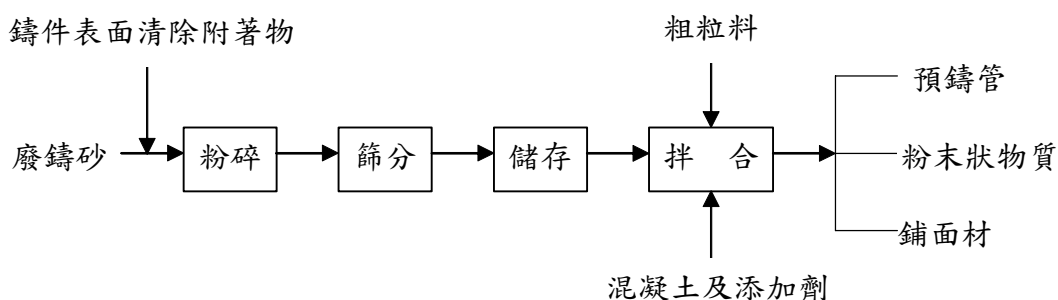 鑄件表面清除附著物
粗粒料
預鑄管
廢鑄砂
粉碎
篩分
儲存
拌　合
粉末狀物質
鋪面材
混凝土及添加劑